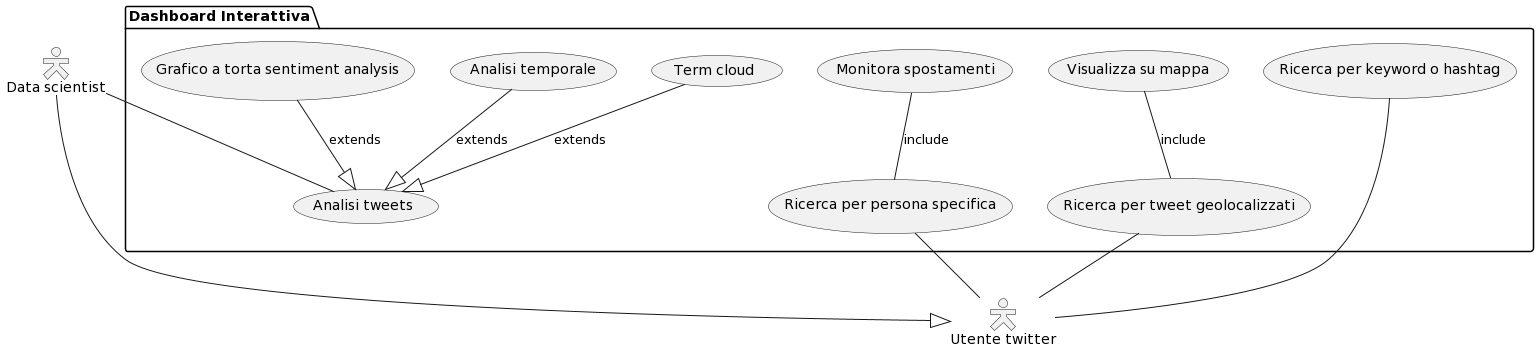 Dashboard Interattiva
Grafico a torta sentiment analysis
Analisi temporale
Term cloud
Monitora spostamenti
Visualizza su mappa
Ricerca per keyword o hashtag
Data scientist
extends
extends
extends
include
include
Analisi tweets
Ricerca per persona specifica
Ricerca per tweet geolocalizzati
Utente twitter